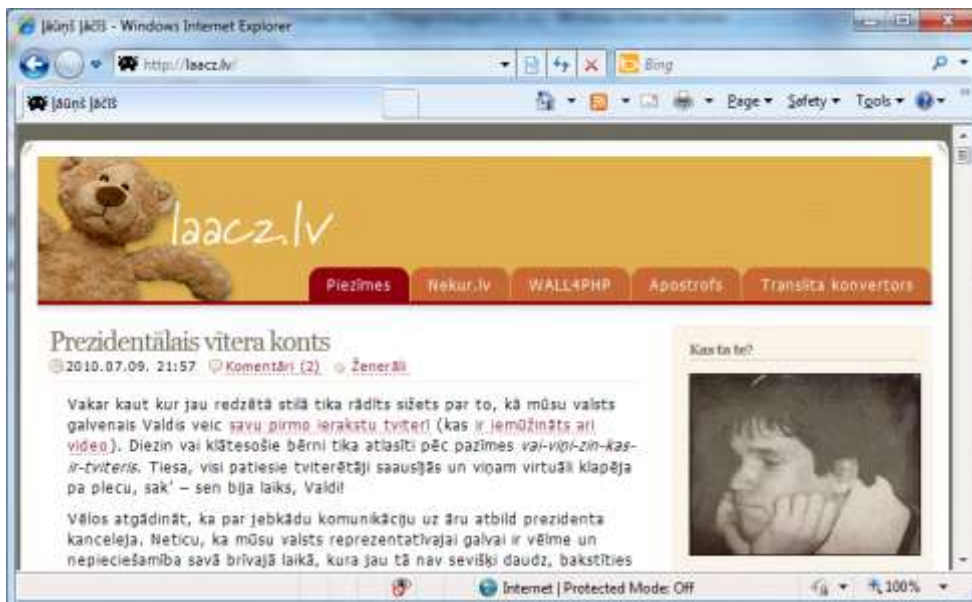 Jāūņš Jāčīš - Windows Internet Explorer
http://laacz.lv/
Bing
Jāūņš Jāčīš
Page Safety Tools
laacz.lv
Piezīmes Nekur.lv WALL4PHP Apostrofs Translita konvertors
Prezidentālais vītera konts
2010.07.09. 21:57 Komentāri (2) Ženerāli
Kas ta te?
Vakar kaut kur jau redzētā stilā tika rādīts sižets par to, kā mūsu valsts
galvenais Valdis veic savu pirmo ierakstu tviterī (kas ir iemūžināts arī
video). Diezin vai klātesošie bērni tika atlasīti pēc pazīmes vai-viņi-zin-kas-
ir-tviteris. Tiesa, visi patiesie tviterētāji saausījās un viņam virtuāli klapēja
pa plecu, sak' – sen bija laiks, Valdi!
Vēlos atgādināt, ka par jebkādu komunikāciju uz āru atbild prezidenta
kanceleja. Neticu, ka mūsu valsts reprezentatīvajai galvai ir vēlme un
nepieciešamība savā brīvajā laikā, kura jau tā nav sevišķi daudz, bakstīties
Internet | Protected Mode: Off
100%